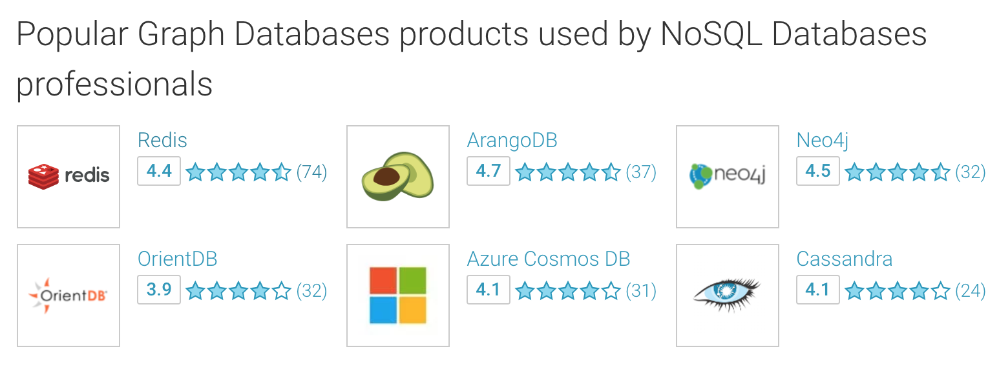 Popular Graph Databases products used by NoSQL Databases
professionals
redis
Redis
4.4 (74)
ArangoDB
4.7 (37)
neo4j
Neo4j
4.5 (32)
OrientDB
OrientDB
3.9 (32)
Azure Cosmos DB
4.1 (31)
Cassandra
4.1 (24)